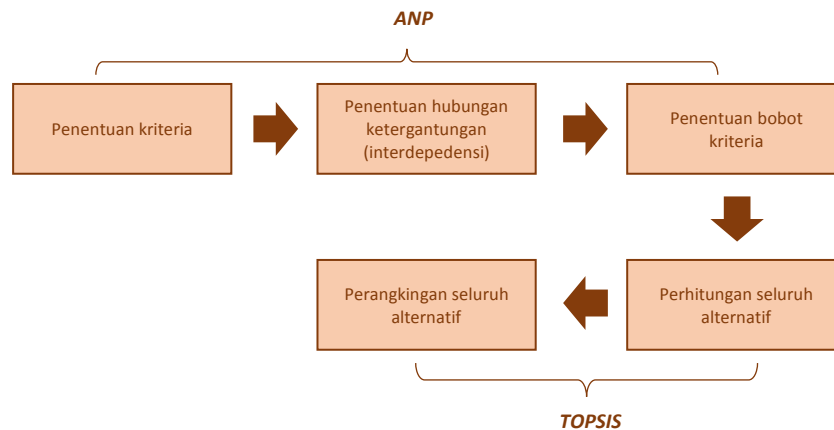 ANP
Penentuan kriteria
Penentuan hubungan
ketergantungan
(interdepedensi)
Penentuan bobot
kriteria
Perhitungan seluruh
alternatif
Perangkingan seluruh
alternatif
TOPSIS